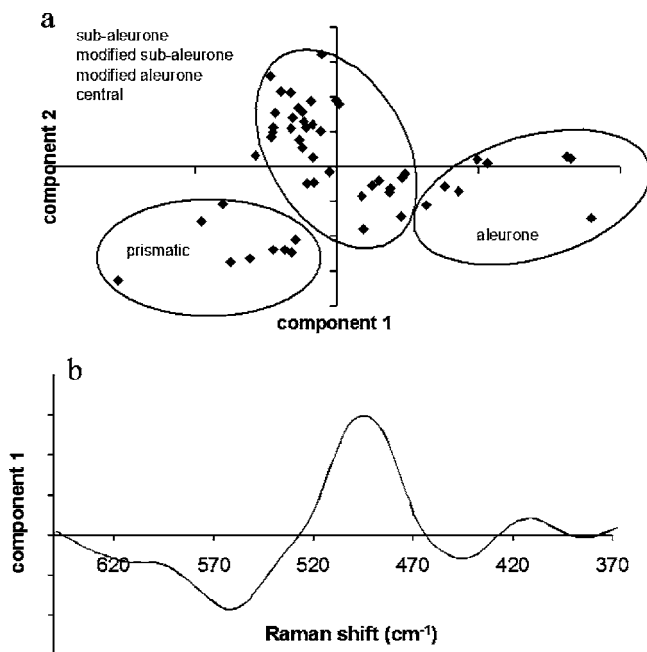 a
sub-aleurone
modified sub-aleurone
modified aleurone
central
component 2
prismatic
aleurone
component 1
b
component 1
620 570 520 470 420 370
Raman shift (cm⁻¹)